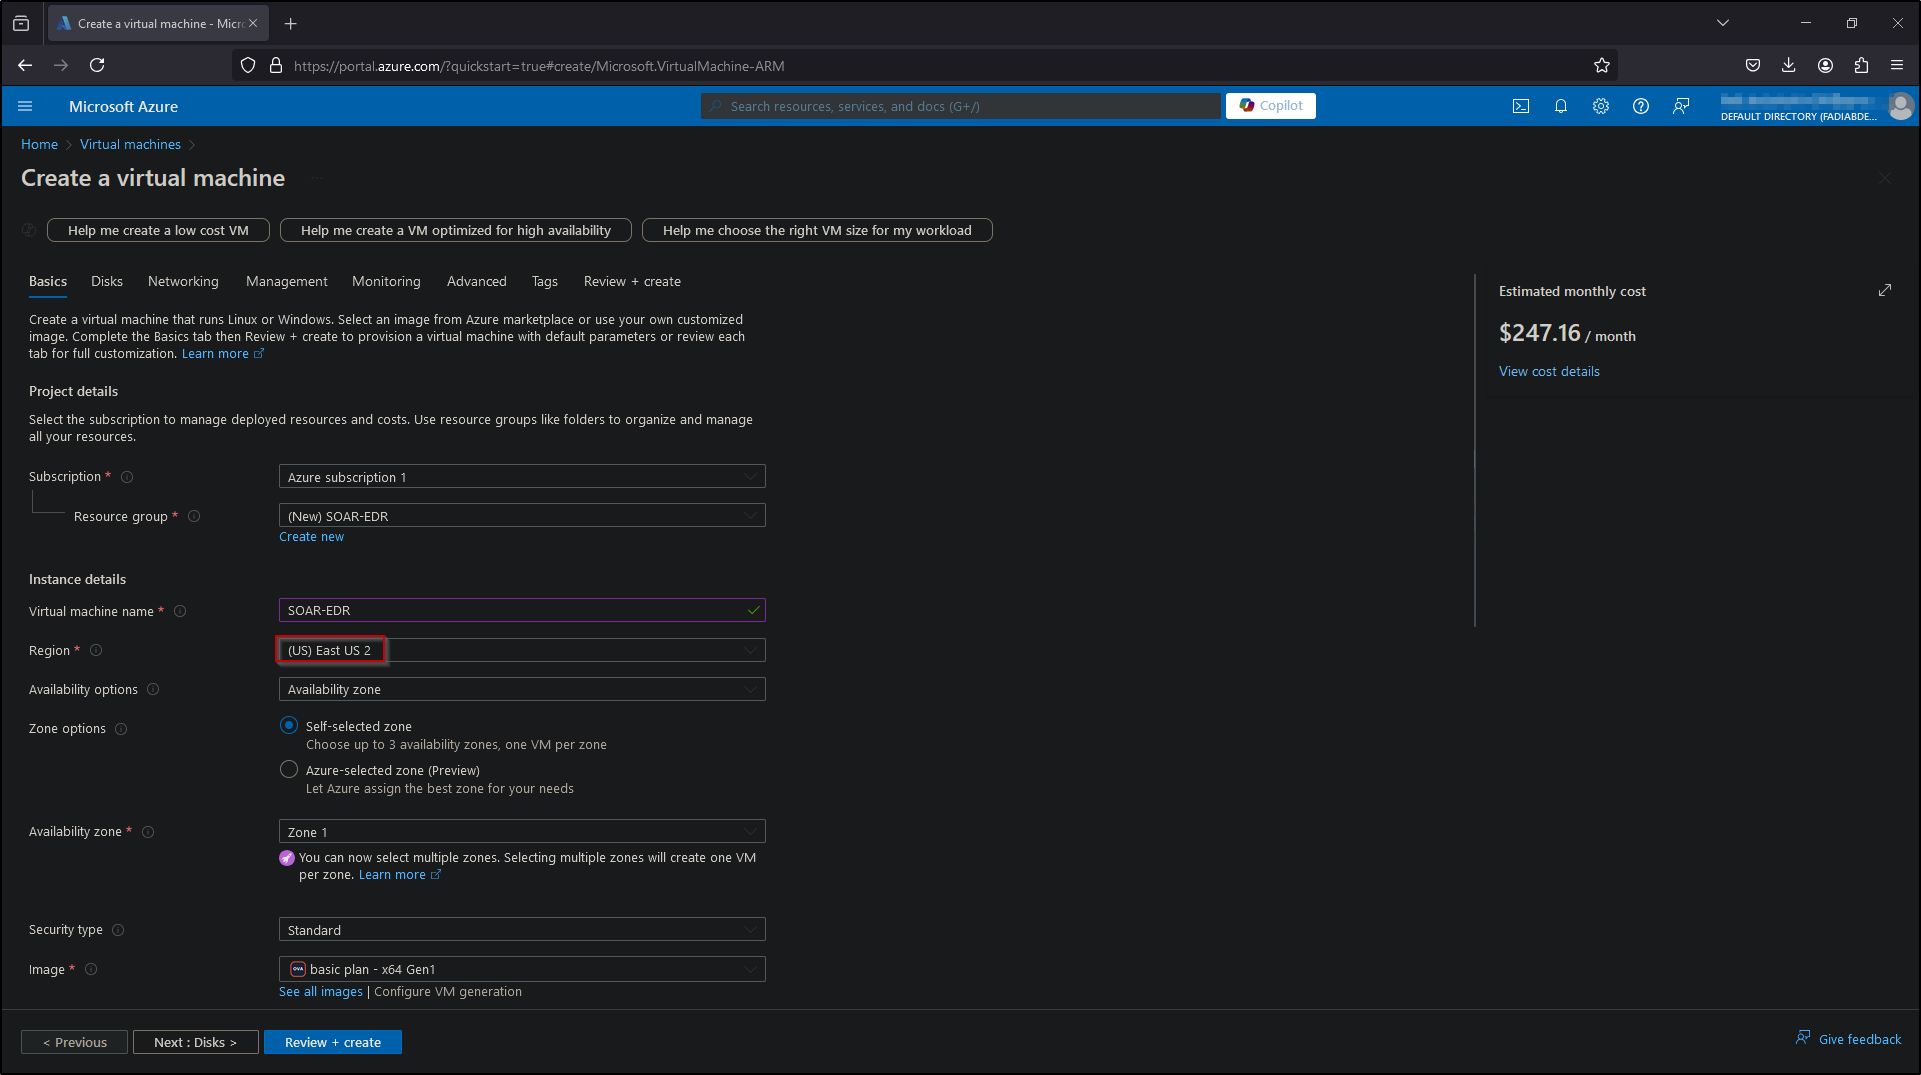 Create a virtual machine - Micr
https://portal.azure.com/?quickstart=true#create/Microsoft.VirtualMachine-ARM
Microsoft Azure
Search resources, services, and docs (G+/)
Copilot
DEFAULT DIRECTORY (FADIABDE...
Home > Virtual machines >
Create a virtual machine ...
Help me create a low cost VM
Help me create a VM optimized for high availability
Help me choose the right VM size for my workload
Basics Disks Networking Management Monitoring Advanced Tags Review + create
Create a virtual machine that runs Linux or Windows. Select an image from Azure marketplace or use your own customized
image. Complete the Basics tab then Review + create to provision a virtual machine with default parameters or review each
tab for full customization. Learn more
Project details
Select the subscription to manage deployed resources and costs. Use resource groups like folders to organize and manage
all your resources.
Subscription *
Azure subscription 1
Resource group *
(New) SOAR-EDR
Create new
Instance details
Virtual machine name *
SOAR-EDR
Region *
(US) East US 2
Availability options
Availability zone
Zone options
Self-selected zone
Choose up to 3 availability zones, one VM per zone
Azure-selected zone (Preview)
Let Azure assign the best zone for your needs
Availability zone *
Zone 1
You can now select multiple zones. Selecting multiple zones will create one VM
per zone. Learn more
Security type
Standard
Image *
OVA basic plan - x64 Gen1
See all images | Configure VM generation
Estimated monthly cost
$247.16 / month
View cost details
< Previous
Next : Disks >
Review + create
Give feedback